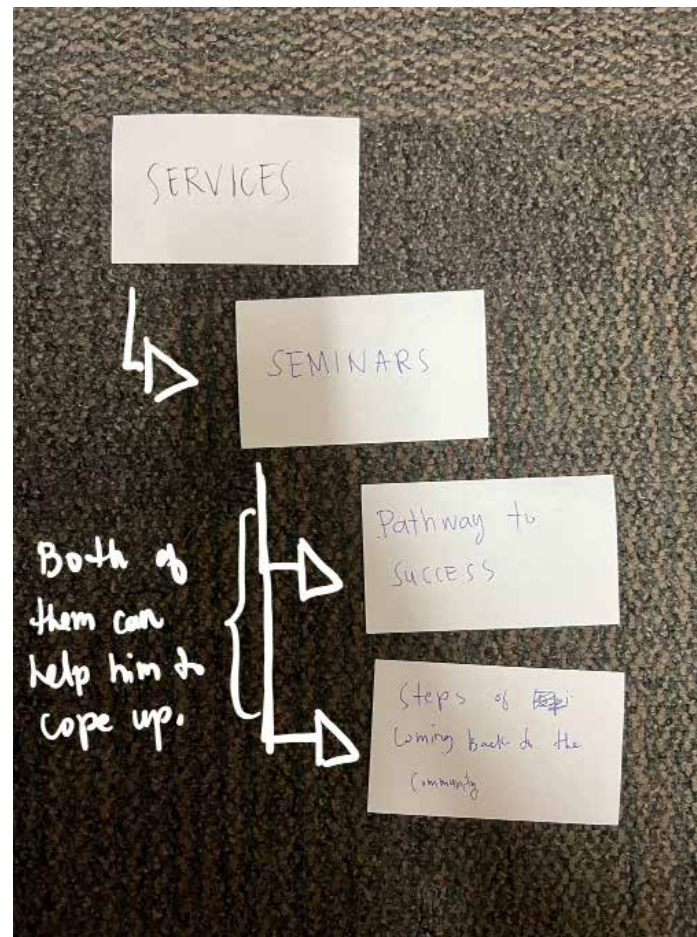 SERVICES
SEMINARS
Pathway to
SUCCESS
Both of
them can
help him to
cope up.
Steps of
Coming Back to the
Community